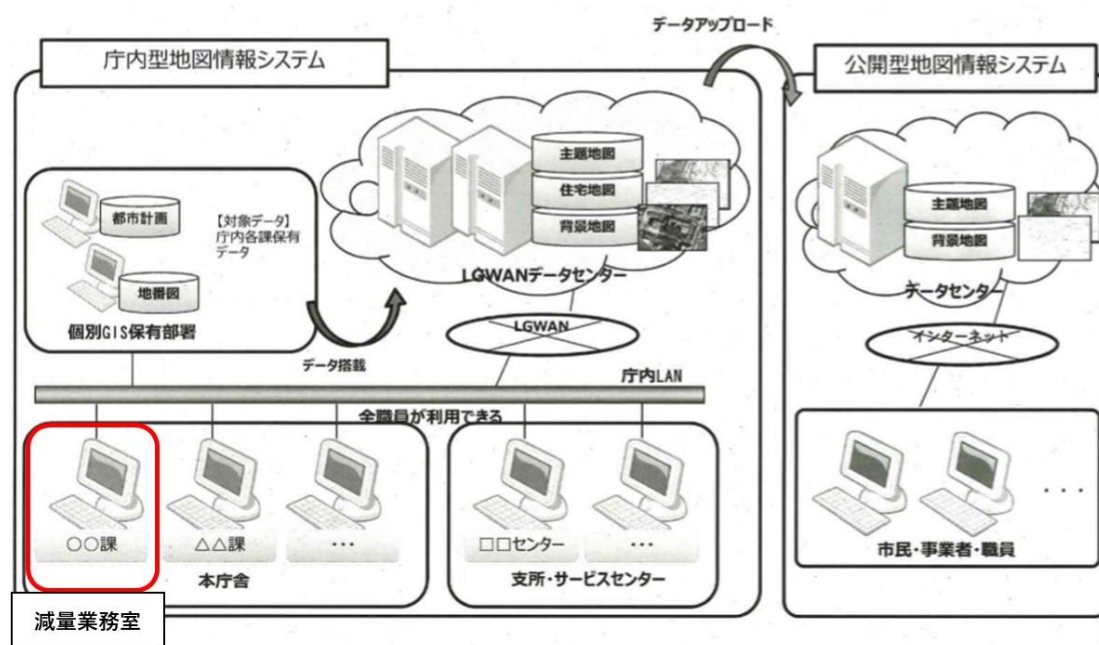 データアップロード
庁内型地図情報システム
公開型地図情報システム
主題地図
住宅地図
背景地図
LGWANデータセンター
都市計画
【対象データ】
庁内各課保有
データ
地番図
個別GIS保有部署
データ搭載
LGWAN
庁内LAN
全職員が利用できる
○○課
△△課
・・・
本庁舎
□□センター
・・・
支所・サービスセンター
減量業務室
主題地図
背景地図
データセンター
インターネット
・・・
市民・事業者・職員